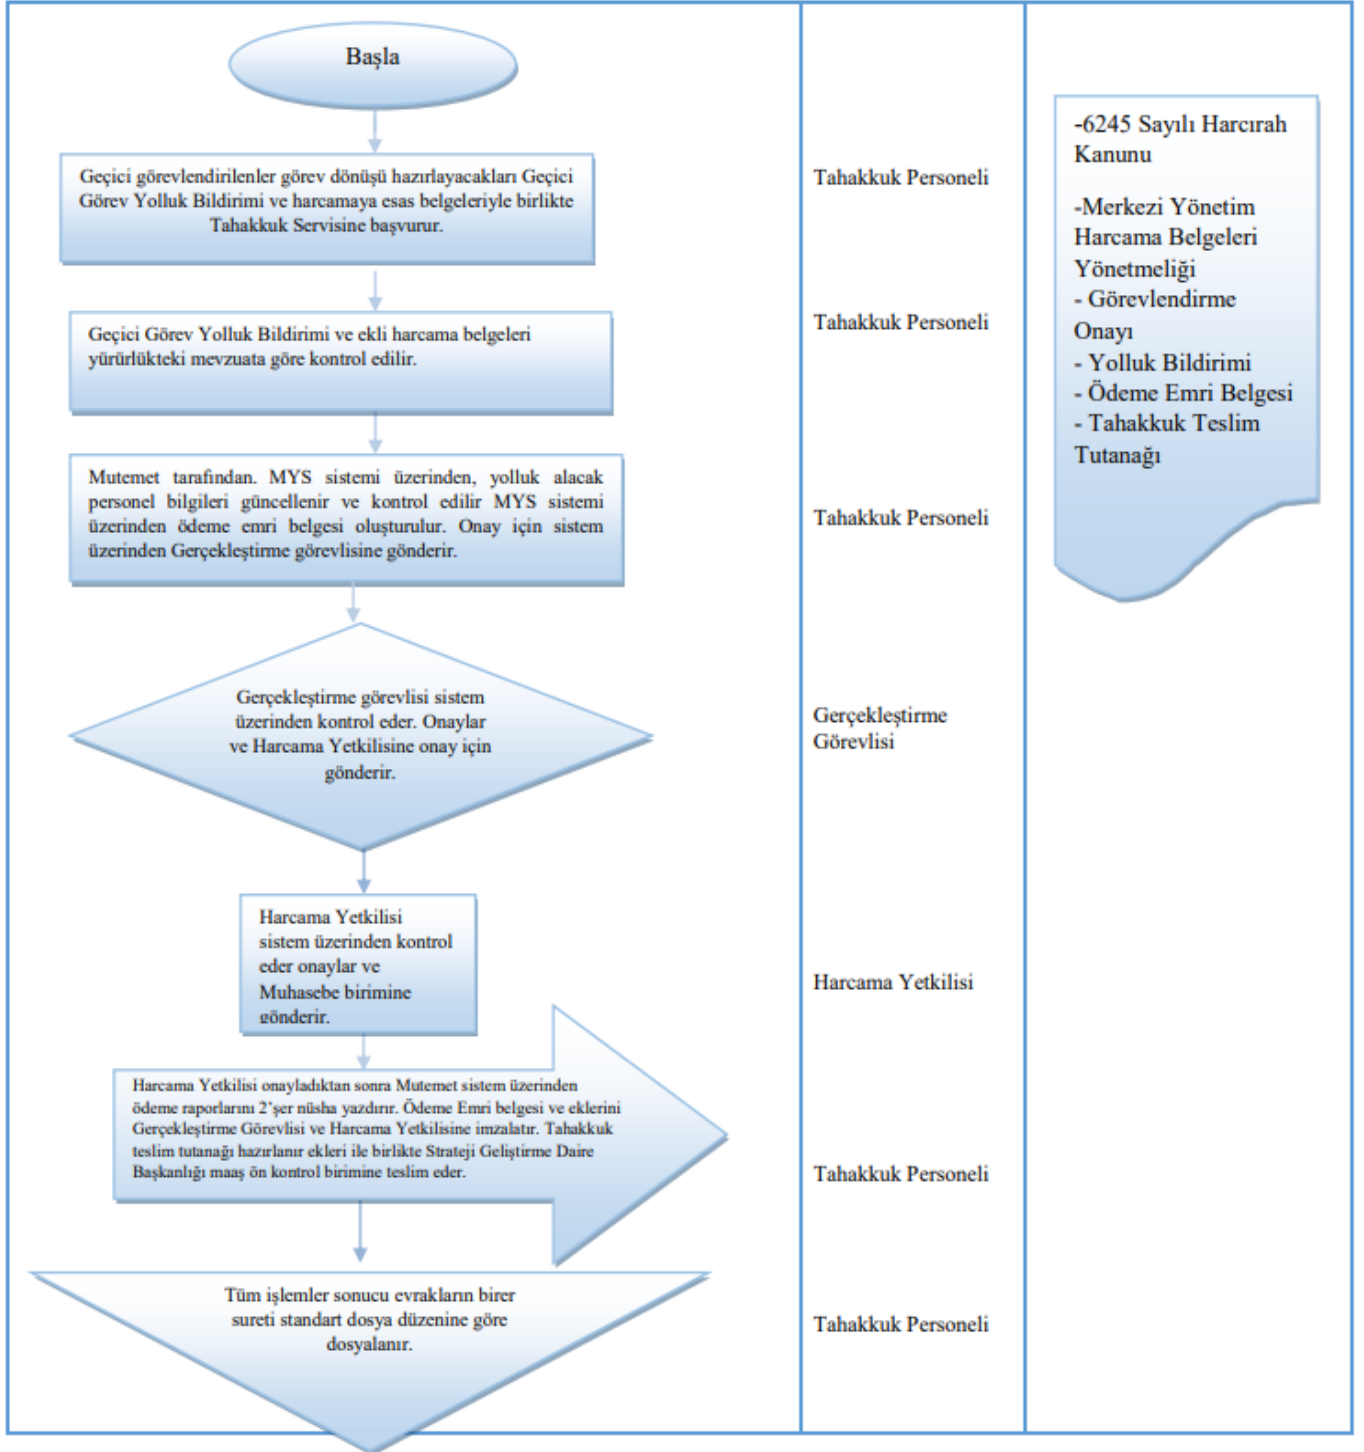 Başla
Geçici görevlendirilenler görev dönüşü hazırlayacakları Geçici
Görev Yolluk Bildirimi ve harcamaya esas belgeleriyle birlikte
Tahakkuk Servisine başvurur.
Tahakkuk Personeli
Geçici Görev Yolluk Bildirimi ve ekli harcama belgeleri
yürürlükteki mevzuata göre kontrol edilir.
Tahakkuk Personeli
Mutemet tarafından. MYS sistemi üzerinden, yolluk alacak
personel bilgileri güncellenir ve kontrol edilir MYS sistemi
üzerinden ödeme emri belgesi oluşturulur. Onay için sistem
üzerinden Gerçekleştirme görevlisine gönderir.
Tahakkuk Personeli
Gerçekleştirme görevlisi sistem
üzerinden kontrol eder. Onaylar
ve Harcama Yetkilisine onay için
gönderir.
Gerçekleştirme
Görevlisi
Harcama Yetkilisi
sistem üzerinden kontrol
eder onaylar ve
Muhasebe birimine
gönderir.
Harcama Yetkilisi
Harcama Yetkilisi onayladıktan sonra Mutemet sistem üzerinden
ödeme raporlarını 2’şer nüsha yazdırır. Ödeme Emri belgesi ve eklerini
Gerçekleştirme Görevlisi ve Harcama Yetkilisine imzalatır. Tahakkuk
teslim tutanağı hazırlanır ekleri ile birlikte Strateji Geliştirme Daire
Başkanlığı maaş ön kontrol birimine teslim eder.
Tahakkuk Personeli
Tüm işlemler sonucu evrakların birer
sureti standart dosya düzenine göre
dosyalanır.
Tahakkuk Personeli
-6245 Sayılı Harcırah
Kanunu
-Merkezi Yönetim
Harcama Belgeleri
Yönetmeliği
- Görevlendirme
Onayı
- Yolluk Bildirimi
- Ödeme Emri Belgesi
- Tahakkuk Teslim
Tutanağı